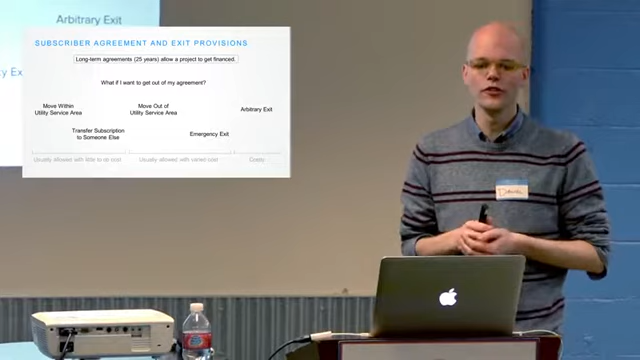 Arbitrary Exit
SUBSCRIBER AGREEMENT AND EXIT PROVISIONS
Long-term agreements (25 years) allow a project to get financed.
What if I want to get out of my agreement?
Move Within
Utility Service Area
Move Out of
Utility Service Area
Arbitrary Exit
Transfer Subscription
to Someone Else
Emergency Exit
Usually allowed with little to no cost
Usually allowed with varied cost
Costly